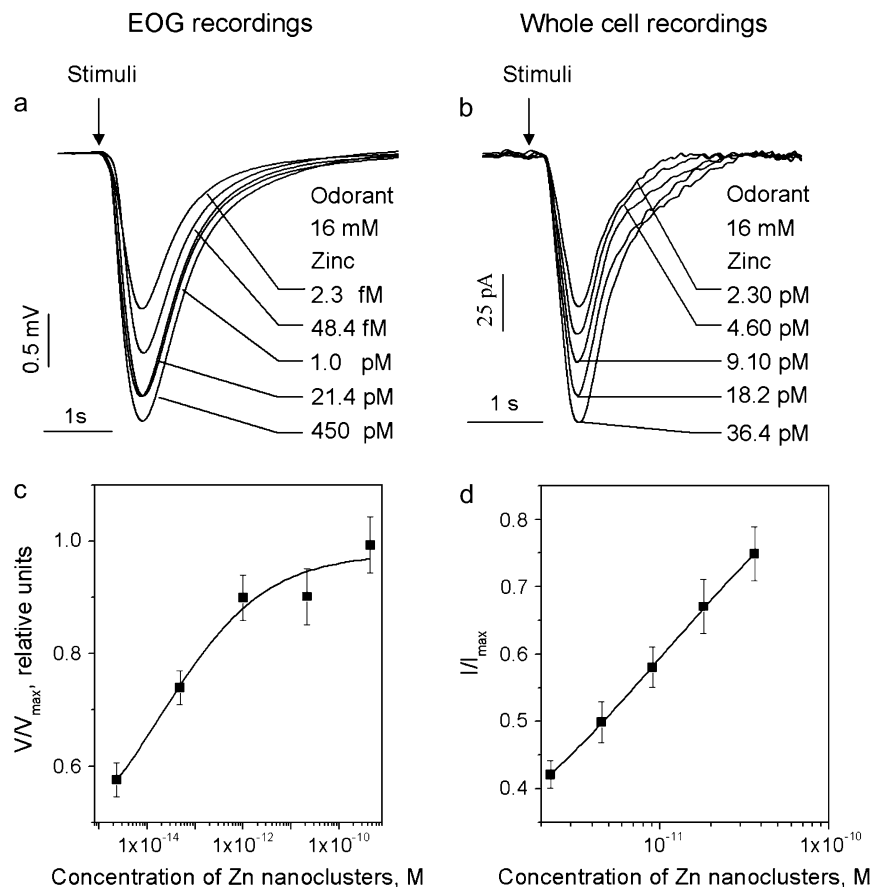 EOG recordings
Whole cell recordings
Stimuli
a
Odorant
16 mM
Zinc
2.3 fM
48.4 fM
1.0 pM
21.4 pM
450 pM
0.5 mV
1s
Stimuli
b
Odorant
16 mM
Zinc
2.30 pM
4.60 pM
9.10 pM
18.2 pM
36.4 pM
25 pA
1 s
c
V/Vmax, relative units
1.0
0.8
0.6
1x10⁻¹⁴
1x10⁻¹²
1x10⁻¹⁰
Concentration of Zn nanoclusters, M
d
I/Imax
0.8
0.7
0.6
0.5
0.4
10⁻¹¹
1x10⁻¹⁰
Concentration of Zn nanoclusters, M